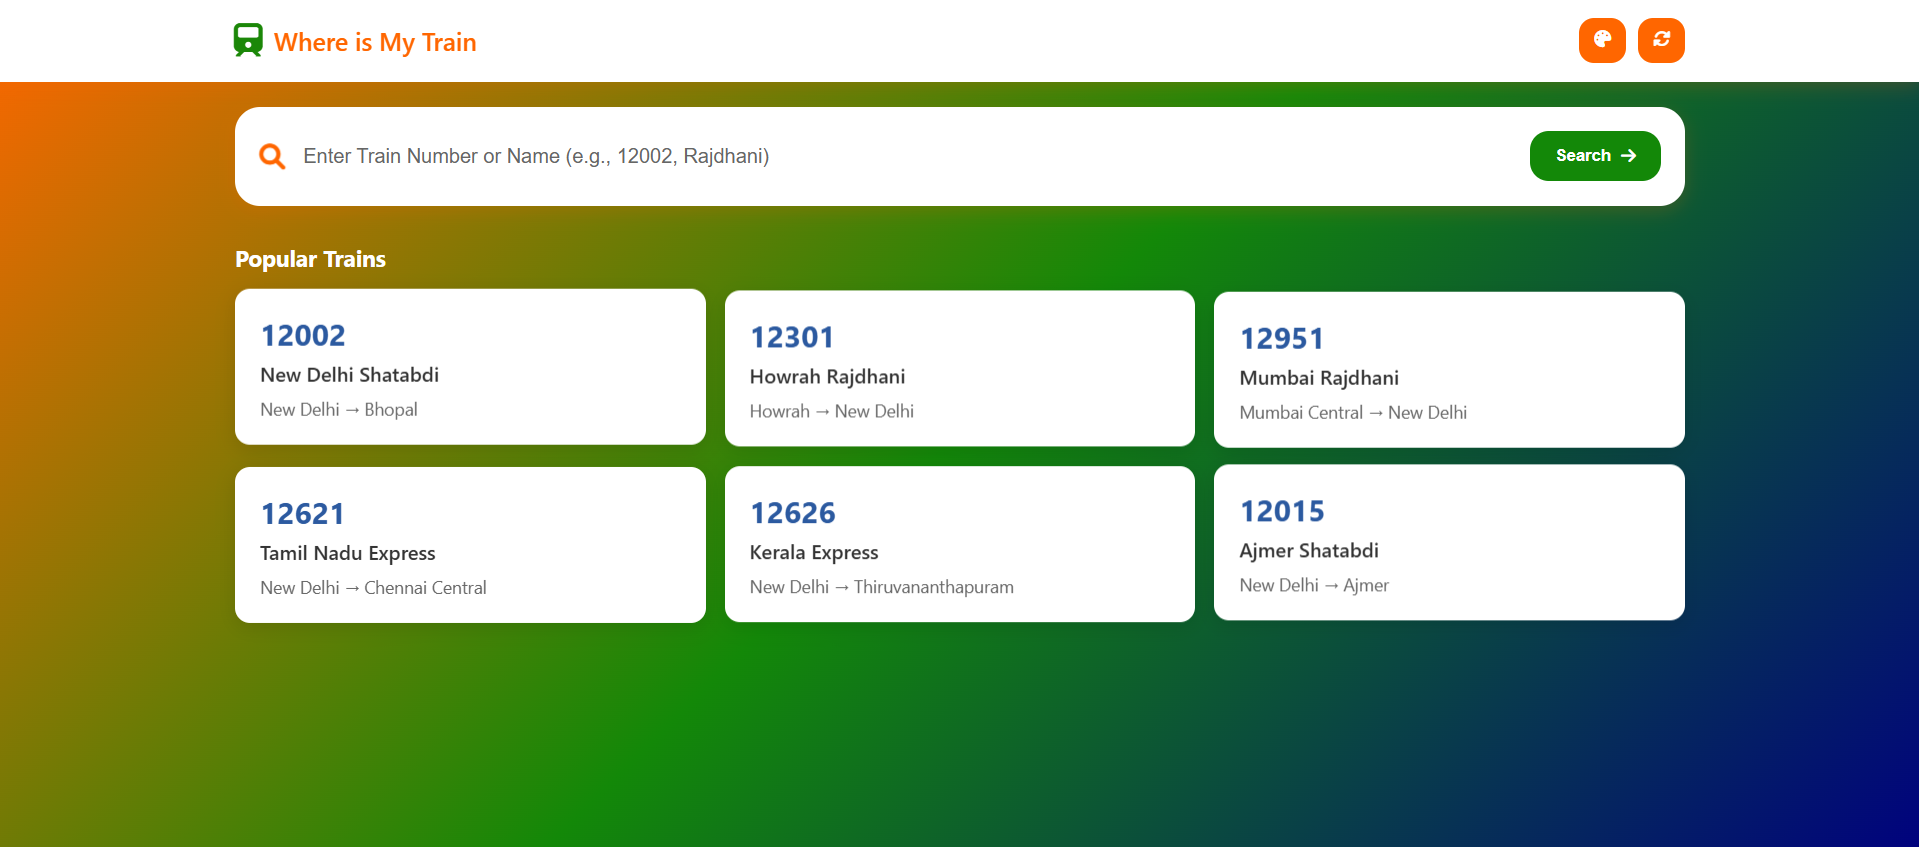 Where is My Train
Enter Train Number or Name (e.g., 12002, Rajdhani)
Search →
Popular Trains
12002
New Delhi Shatabdi
New Delhi → Bhopal
12301
Howrah Rajdhani
Howrah → New Delhi
12951
Mumbai Rajdhani
Mumbai Central → New Delhi
12621
Tamil Nadu Express
New Delhi → Chennai Central
12626
Kerala Express
New Delhi → Thiruvananthapuram
12015
Ajmer Shatabdi
New Delhi → Ajmer